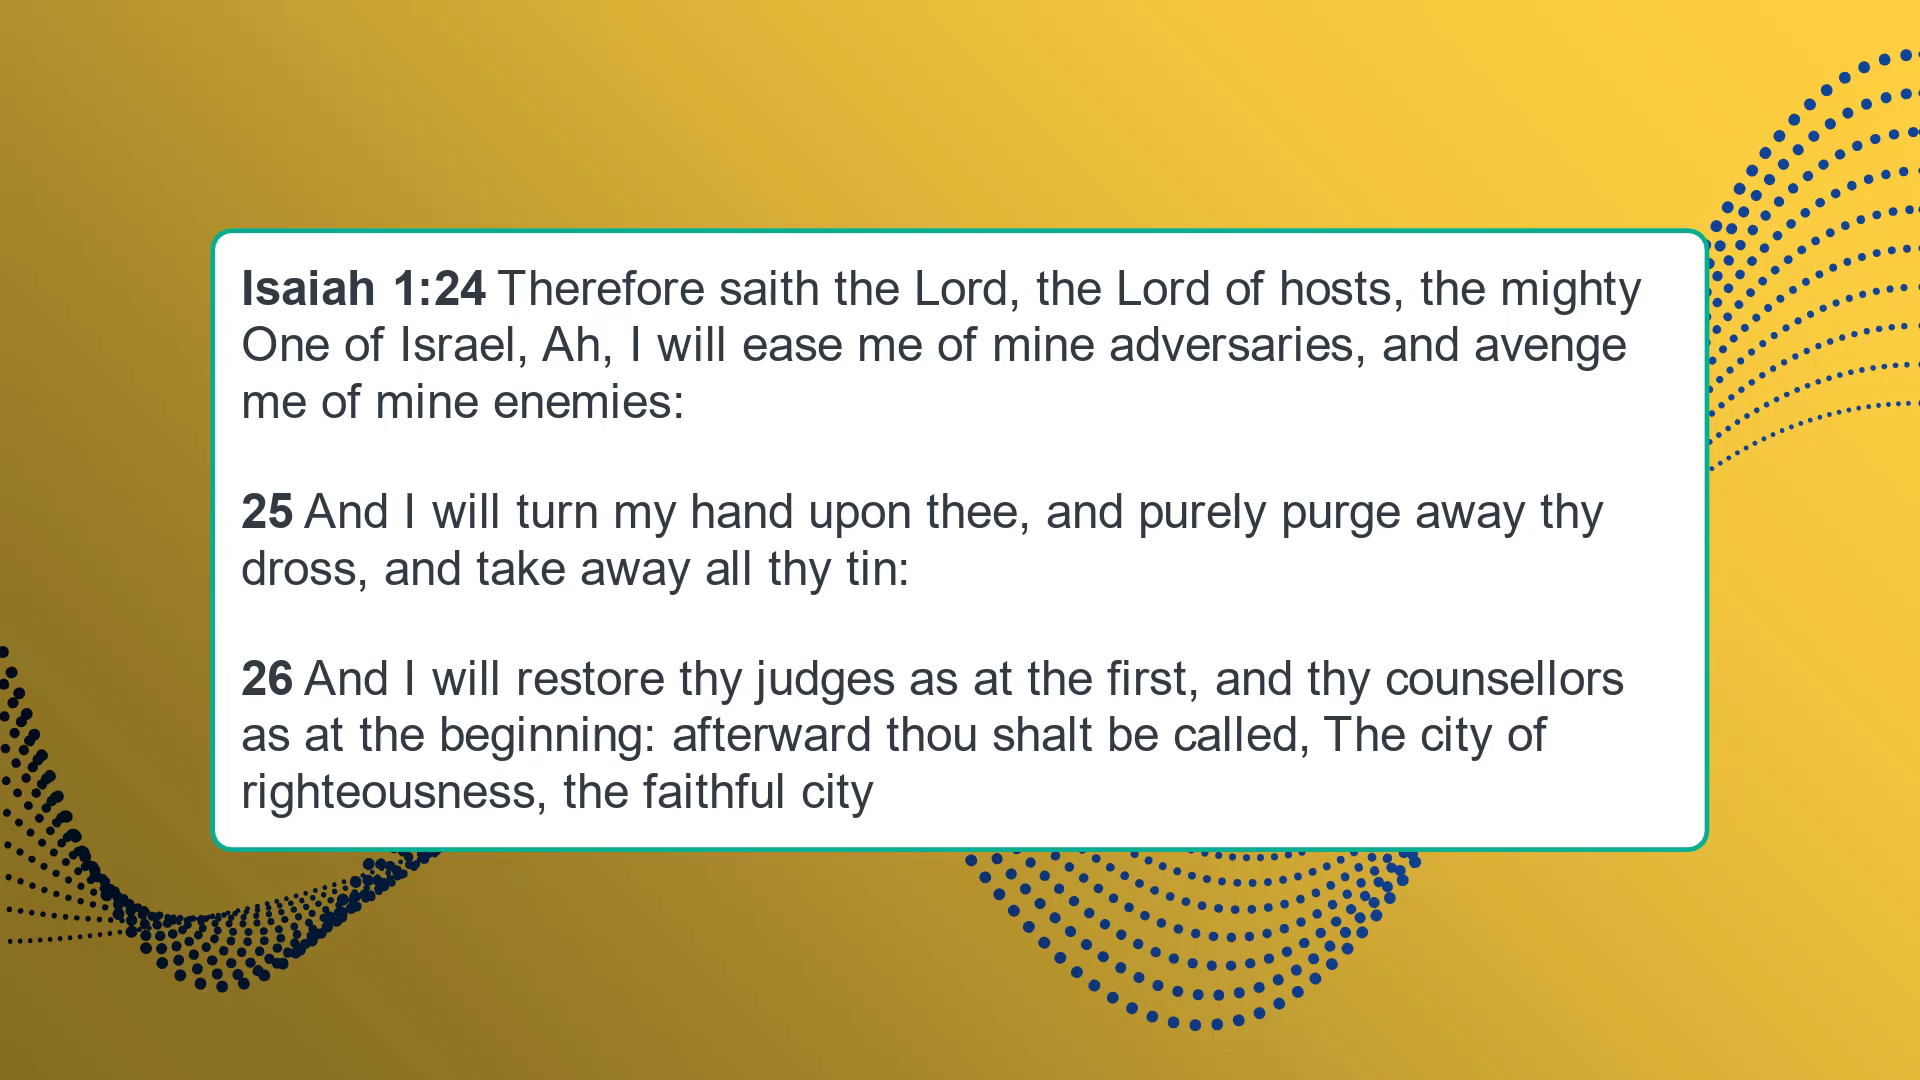 Isaiah 1:24 Therefore saith the Lord, the Lord of hosts, the mighty
One of Israel, Ah, I will ease me of mine adversaries, and avenge
me of mine enemies:
25 And I will turn my hand upon thee, and purely purge away thy
dross, and take away all thy tin:
26 And I will restore thy judges as at the first, and thy counsellors
as at the beginning: afterward thou shalt be called, The city of
righteousness, the faithful city